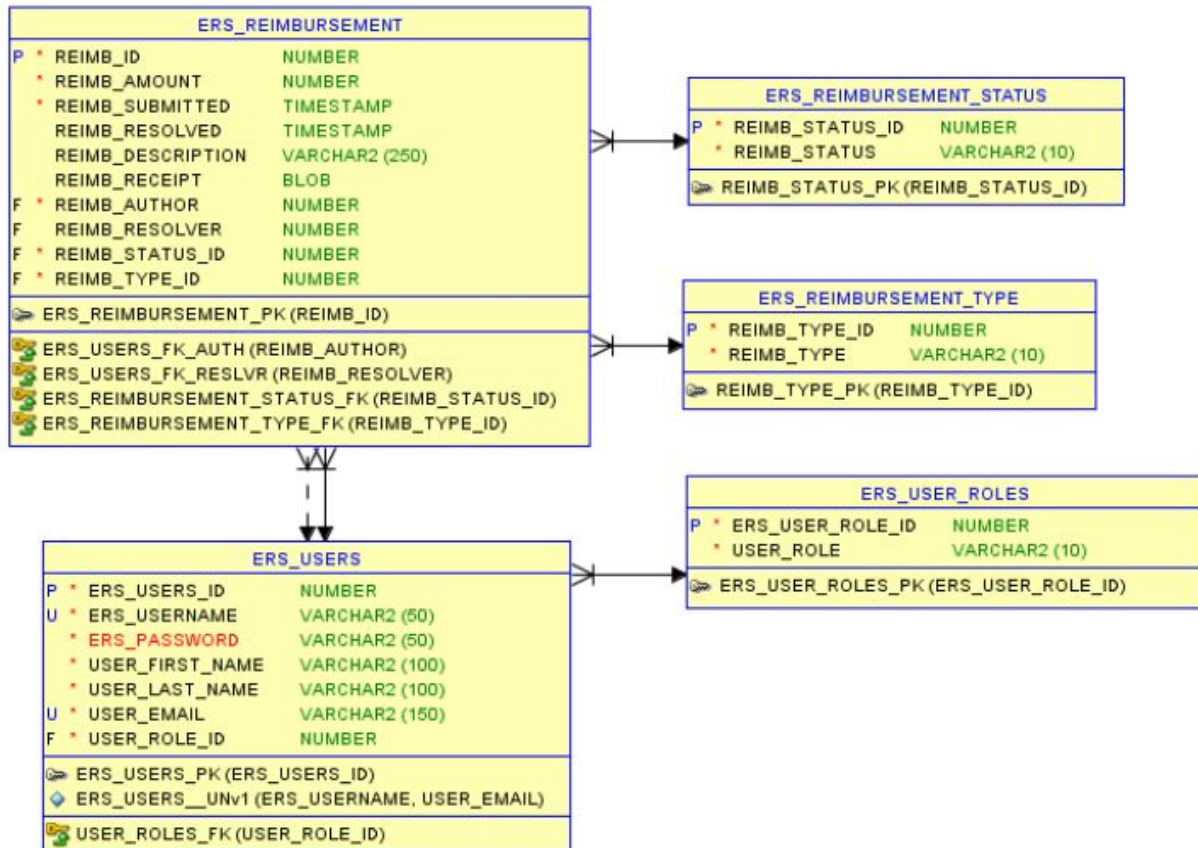 ERS_REIMBURSEMENT
P * REIMB_ID NUMBER
* REIMB_AMOUNT NUMBER
* REIMB_SUBMITTED TIMESTAMP
REIMB_RESOLVED TIMESTAMP
REIMB_DESCRIPTION VARCHAR2 (250)
REIMB_RECEIPT BLOB
F * REIMB_AUTHOR NUMBER
F REIMB_RESOLVER NUMBER
F * REIMB_STATUS_ID NUMBER
F * REIMB_TYPE_ID NUMBER
ERS_REIMBURSEMENT_PK (REIMB_ID)
ERS_USERS_FK_AUTH (REIMB_AUTHOR)
ERS_USERS_FK_RESLVR (REIMB_RESOLVER)
ERS_REIMBURSEMENT_STATUS_FK (REIMB_STATUS_ID)
ERS_REIMBURSEMENT_TYPE_FK (REIMB_TYPE_ID)
ERS_REIMBURSEMENT_STATUS
P * REIMB_STATUS_ID NUMBER
* REIMB_STATUS VARCHAR2 (10)
REIMB_STATUS_PK (REIMB_STATUS_ID)
ERS_REIMBURSEMENT_TYPE
P * REIMB_TYPE_ID NUMBER
* REIMB_TYPE VARCHAR2 (10)
REIMB_TYPE_PK (REIMB_TYPE_ID)
ERS_USERS
P * ERS_USERS_ID NUMBER
U * ERS_USERNAME VARCHAR2 (50)
* ERS_PASSWORD VARCHAR2 (50)
* USER_FIRST_NAME VARCHAR2 (100)
* USER_LAST_NAME VARCHAR2 (100)
U * USER_EMAIL VARCHAR2 (150)
F * USER_ROLE_ID NUMBER
ERS_USERS_PK (ERS_USERS_ID)
ERS_USERS__UNv1 (ERS_USERNAME, USER_EMAIL)
USER_ROLES_FK (USER_ROLE_ID)
ERS_USER_ROLES
P * ERS_USER_ROLE_ID NUMBER
* USER_ROLE VARCHAR2 (10)
ERS_USER_ROLES_PK (ERS_USER_ROLE_ID)